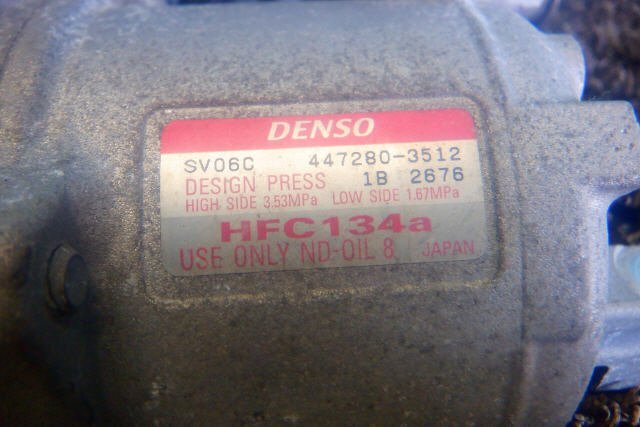 DENSO
SV06C 447280-3512
DESIGN PRESS 1B 2676
HIGH SIDE 3.53MPa LOW SIDE 1.67MPa
HFC134a
USE ONLY ND-OIL 8 JAPAN